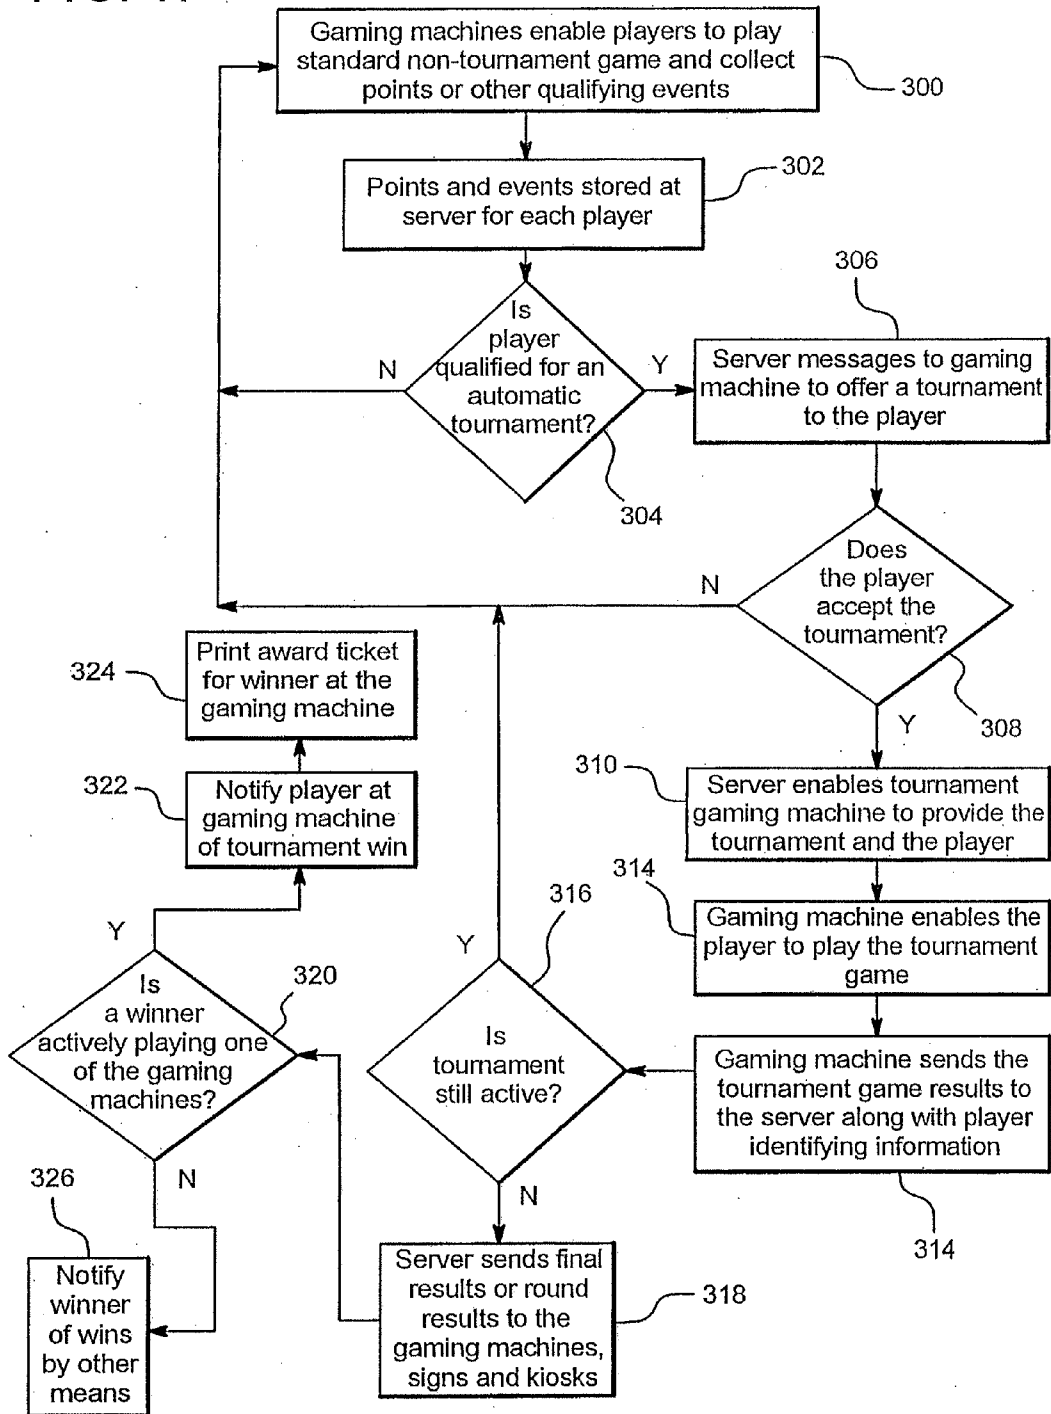 Gaming machines enable players to play
standard non-tournament game and collect
points or other qualifying events
300
302
Points and events stored at
server for each player
306
Is
player
qualified for an
automatic
tournament?
N
Y
304
Server messages to gaming
machine to offer a tournament
to the player
Does
the player
accept the
tournament?
N
Y
308
324
Print award ticket
for winner at the
gaming machine
322
Notify player at
gaming machine
of tournament win
310
Server enables tournament
gaming machine to provide the
tournament and the player
314
Gaming machine enables the
player to play the tournament
game
316
Y
Is
tournament
still active?
N
Y
320
Is
a winner
actively playing one
of the gaming
machines?
N
Gaming machine sends the
tournament game results to
the server along with player
identifying information
314
326
Notify
winner
of wins
by other
means
Server sends final
results or round
results to the
gaming machines,
signs and kiosks
318